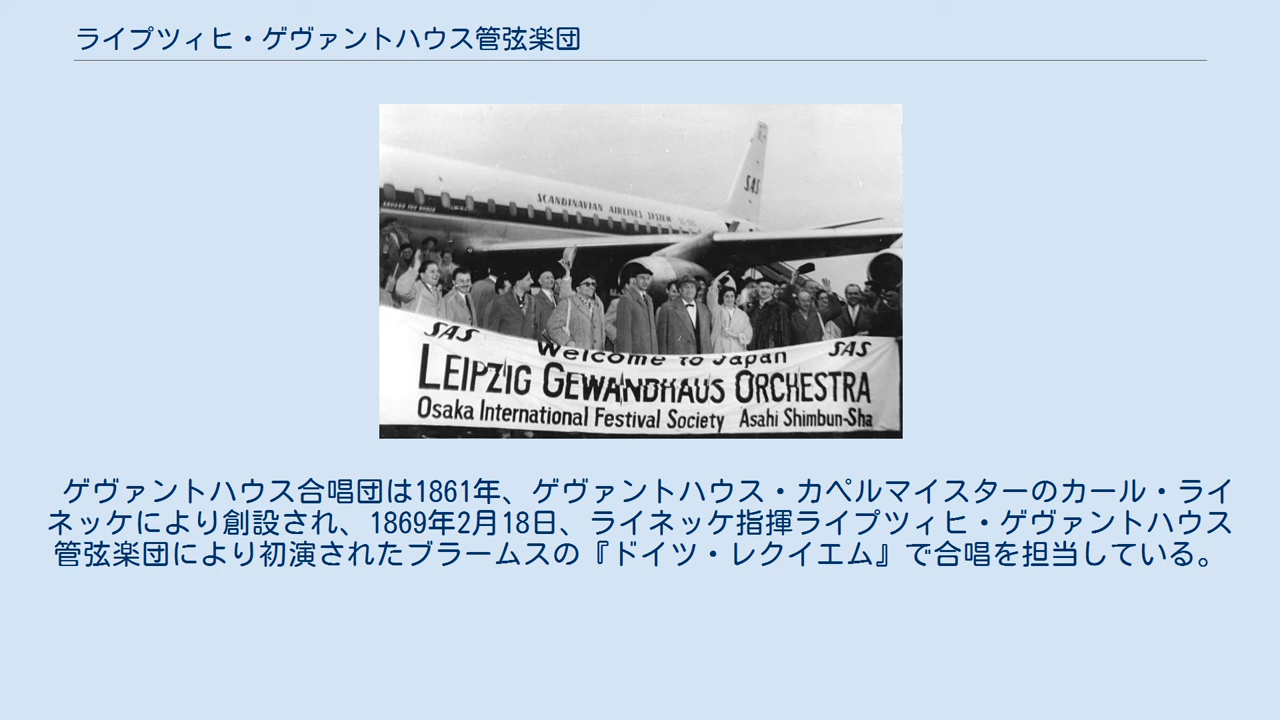 ライプツィヒ・ゲヴァントハウス管弦楽団
SCANDINAVIAN AIRLINES SYSTEM
SAS
AROUND THE WORLD
SAS Welcome to Japan SAS
LEIPZIG GEWANDHAUS ORCHESTRA
Osaka International Festival Society Asahi Shimbun-Sha
ゲヴァントハウス合唱団は1861年、ゲヴァントハウス・カペルマイスターのカール・ライ
ネッケにより創設され、1869年2月18日、ライネッケ指揮ライプツィヒ・ゲヴァントハウス
管弦楽団により初演されたブラームスの『ドイツ・レクイエム』で合唱を担当している。